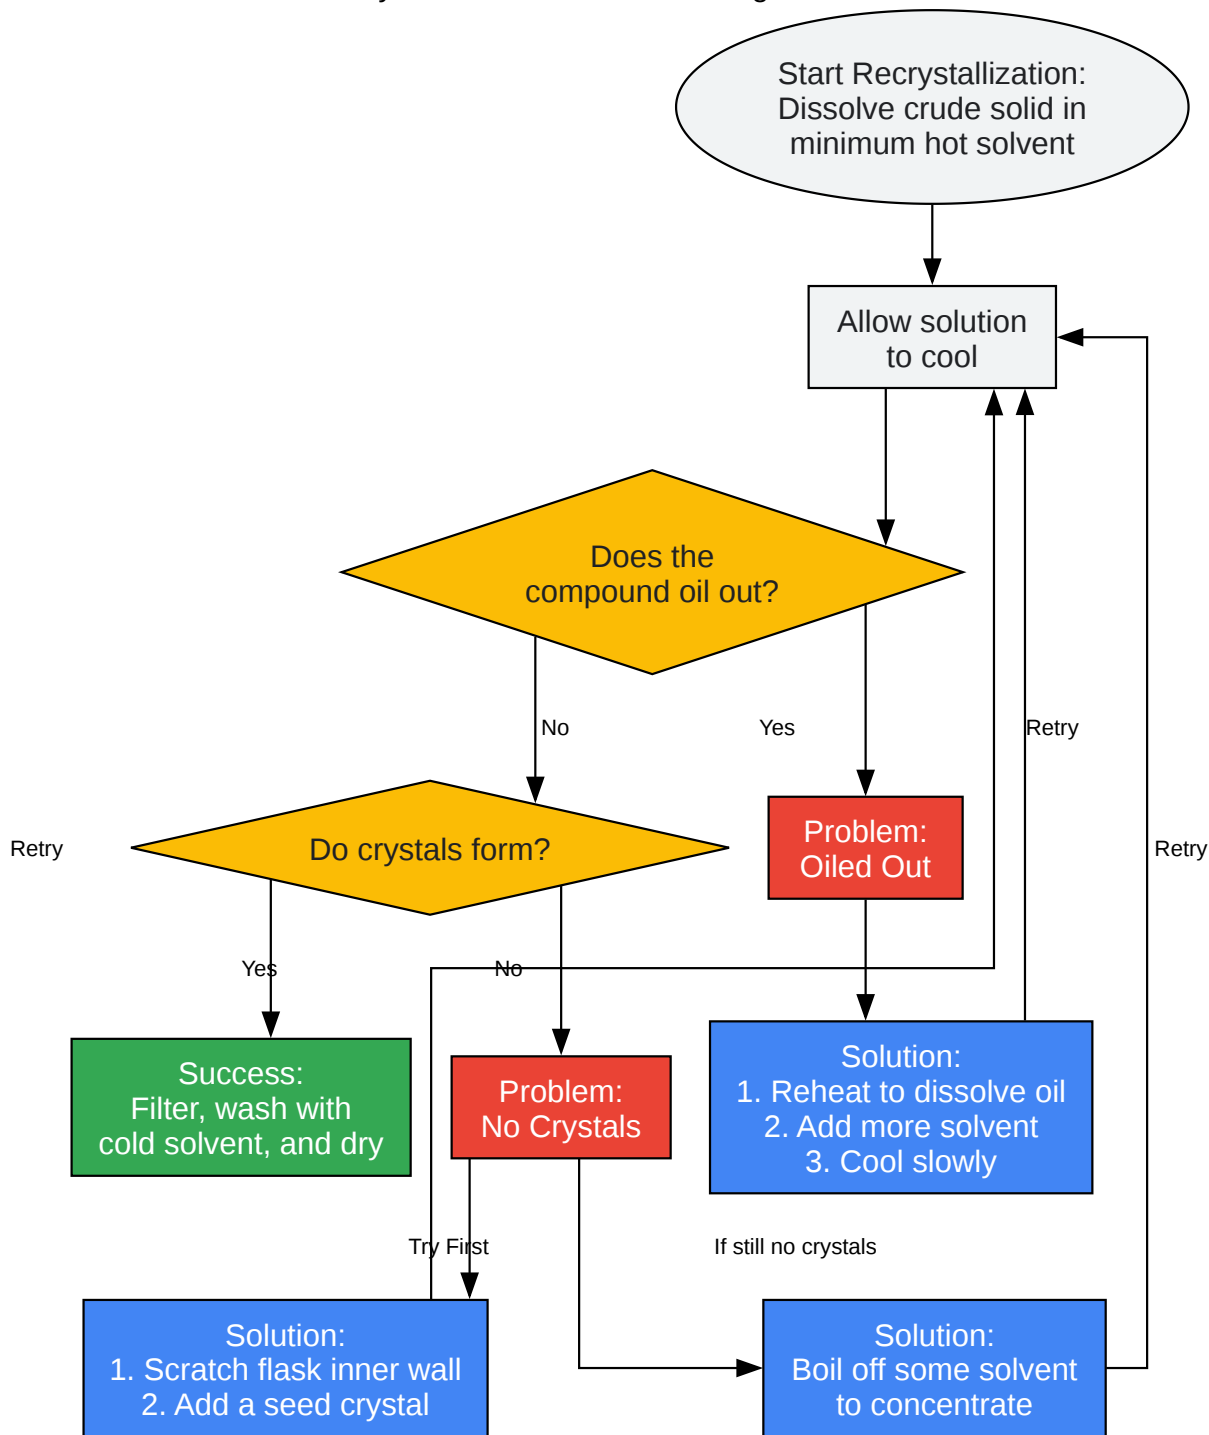 Start Recrystallization:
Dissolve crude solid in
minimum hot solvent
Allow solution
to cool
Does the
compound oil out?
No
Yes
Retry
Retry
Do crystals form?
Problem:
Oiled Out
Retry
Yes
No
Success:
Filter, wash with
cold solvent, and dry
Problem:
No Crystals
Solution:
1. Reheat to dissolve oil
2. Add more solvent
3. Cool slowly
Try First
If still no crystals
Solution:
1. Scratch flask inner wall
2. Add a seed crystal
Solution:
Boil off some solvent
to concentrate